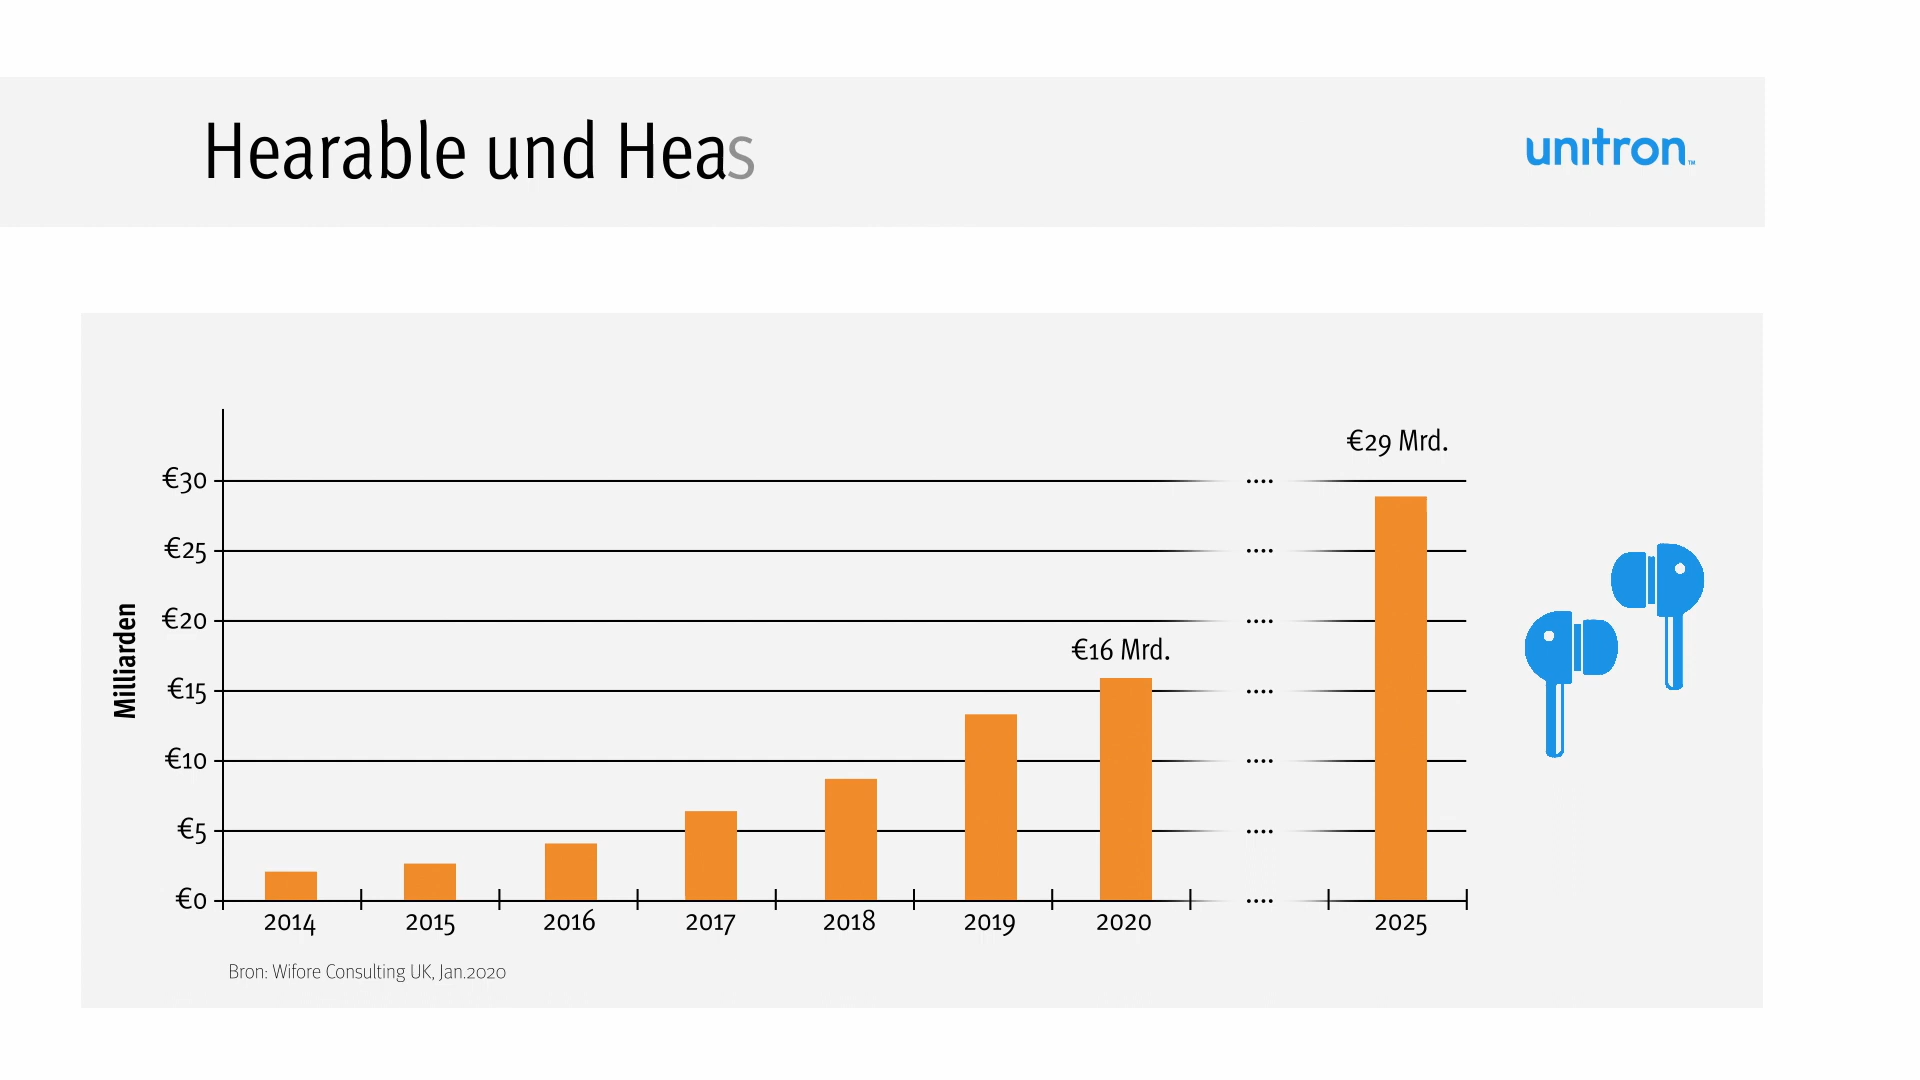 Hearable und Heas
unitron™
€29 Mrd.
€30
€25
€20
€16 Mrd.
€15
€10
€5
€0
Milliarden
2014 2015 2016 2017 2018 2019 2020 .... 2025
Bron: Wifore Consulting UK, Jan.2020